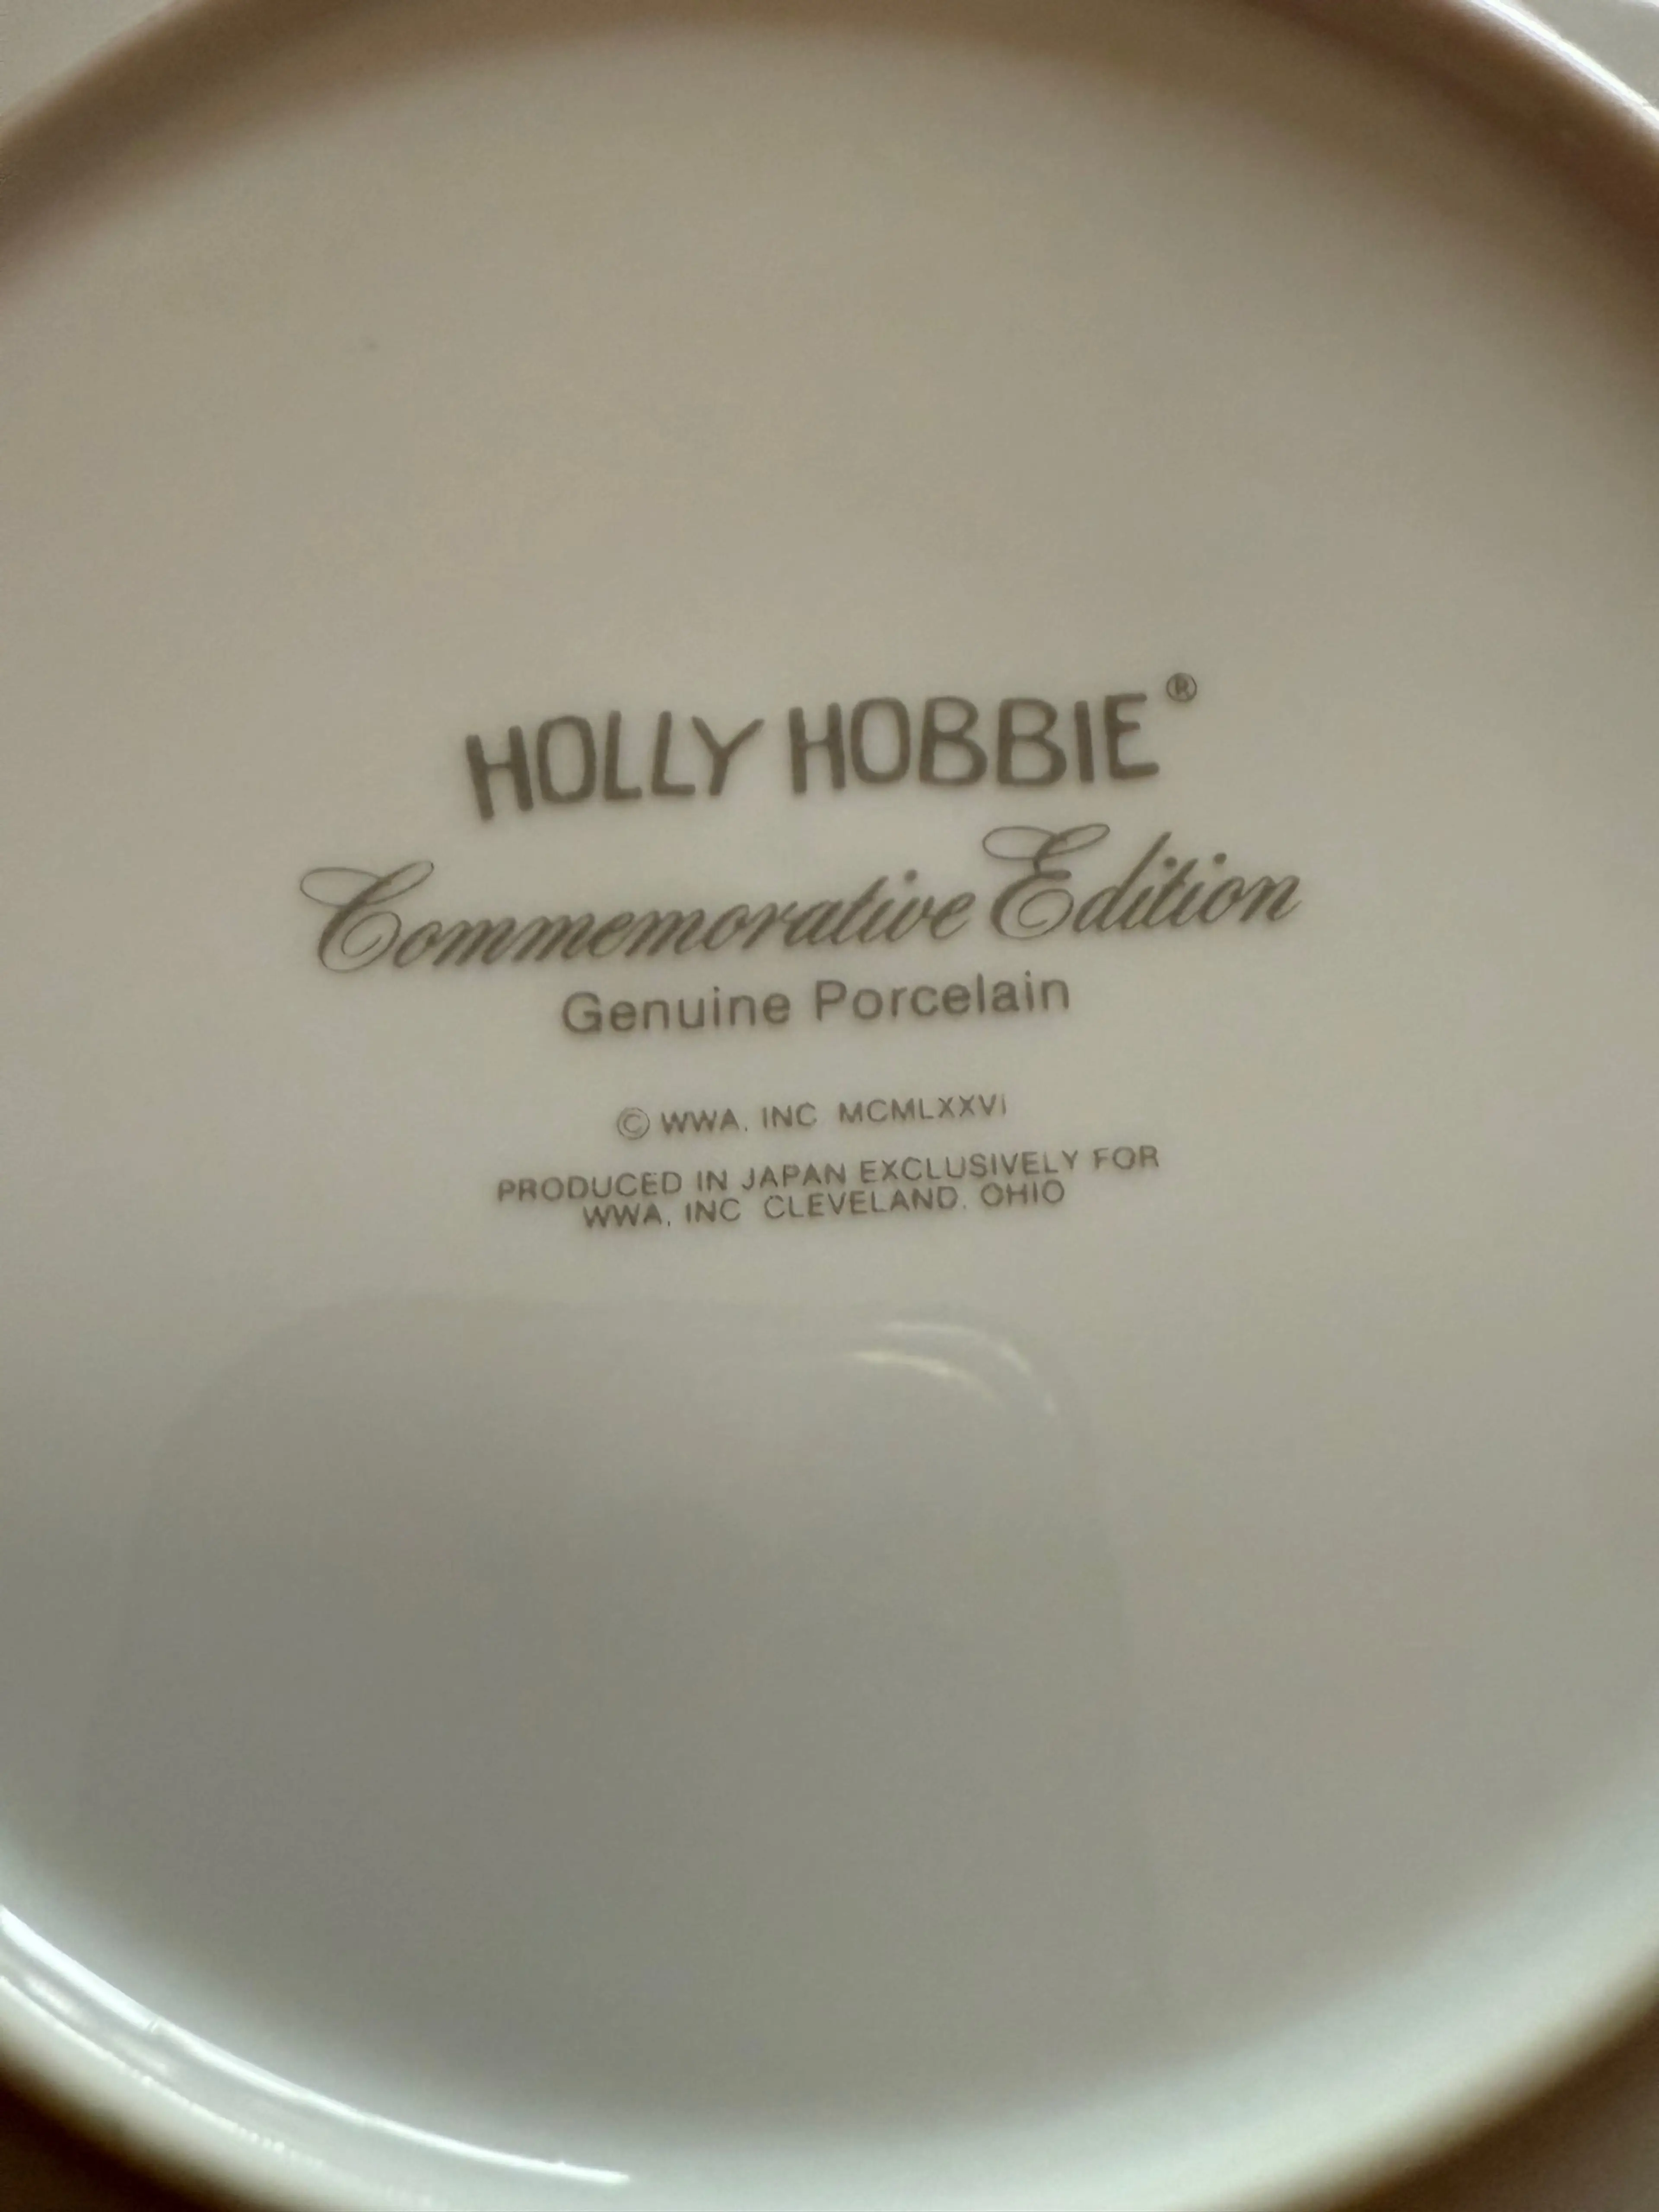 HOLLY HOBBIE®
Commemorative Edition
Genuine Porcelain
© WWA, INC MCMLXXVI
PRODUCED IN JAPAN EXCLUSIVELY FOR
WWA, INC CLEVELAND, OHIO